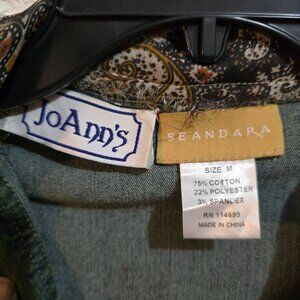 JoAnn's
SEANDARA
SIZE M
75% COTTON
22% POLYESTER
3% SPANDEX
RN 114695
MADE IN CHINA